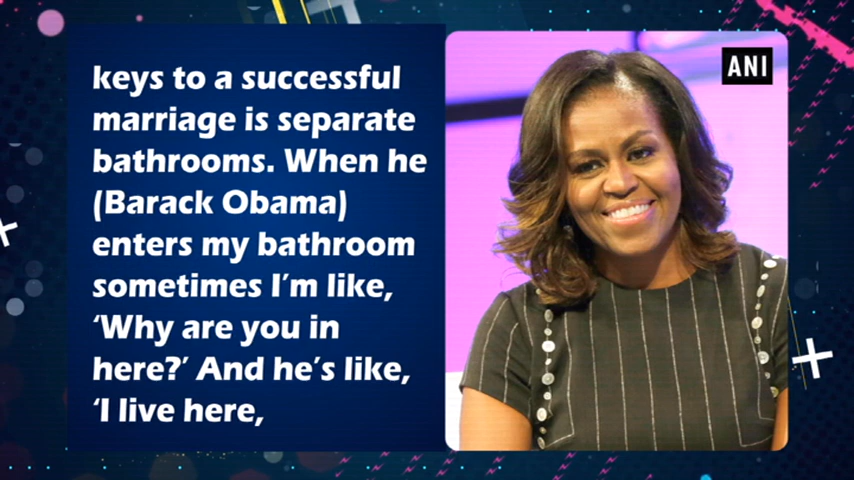 keys to a successful
marriage is separate
bathrooms. When he
(Barack Obama)
enters my bathroom
sometimes I'm like,
‘Why are you in
here?’ And he's like,
‘I live here,
ANI